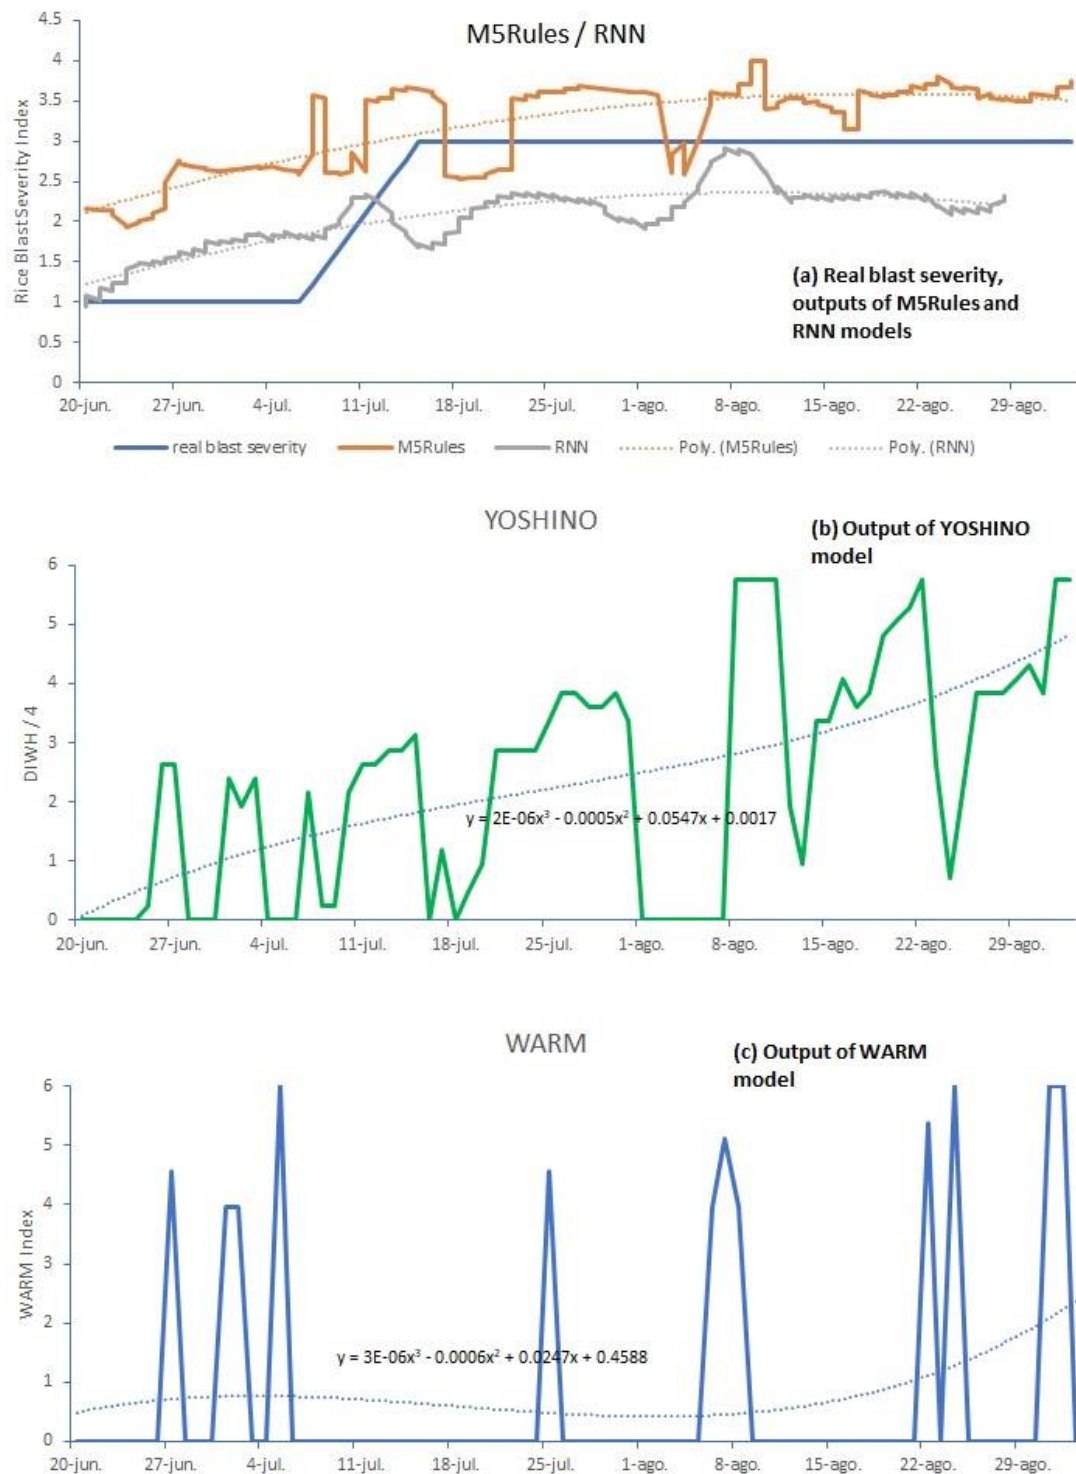 M5Rules / RNN
Rice BlastSeverity Index
4.5
4
3.5
3
2.5
2
1.5
1
0.5
0
(a) Real blast severity,
outputs of M5Rules and
RNN models
20-jun. 27-jun. 4-jul. 11-jul. 18-jul. 25-jul. 1-ago. 8-ago. 15-ago. 22-ago. 29-ago.
real blast severity M5Rules RNN Poly. (M5Rules) Poly. (RNN)
YOSHINO
(b) Output of YOSHINO
model
DIWH / 4
6
5
4
3
2
1
0
y = 2E-06x³ - 0.0005x² + 0.0547x + 0.0017
20-jun. 27-jun. 4-jul. 11-jul. 18-jul. 25-jul. 1-ago. 8-ago. 15-ago. 22-ago. 29-ago.
WARM
(c) Output of WARM
model
WARM Index
6
5
4
3
2
1
0
y = 3E-06x³ - 0.0006x² + 0.0247x + 0.4588
20-jun. 27-jun. 4-jul. 11-jul. 18-jul. 25-jul. 1-ago. 8-ago. 15-ago. 22-ago. 29-ago.